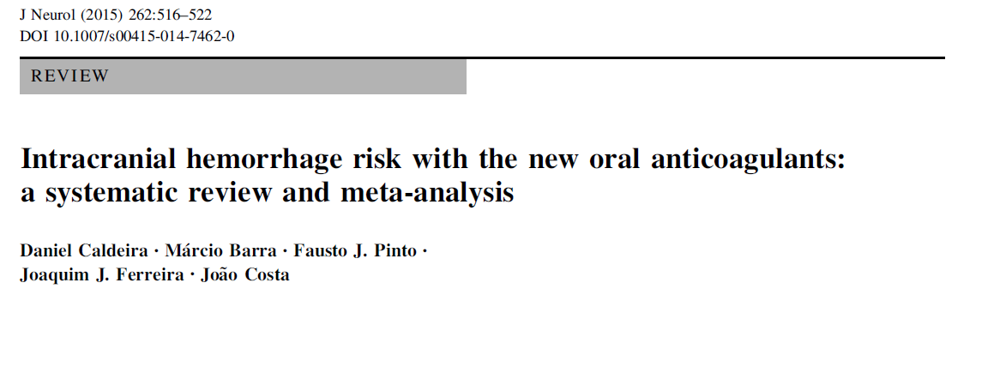 J Neurol (2015) 262:516–522
DOI 10.1007/s00415-014-7462-0
REVIEW
Intracranial hemorrhage risk with the new oral anticoagulants:
a systematic review and meta-analysis
Daniel Caldeira · Márcio Barra · Fausto J. Pinto ·
Joaquim J. Ferreira · João Costa